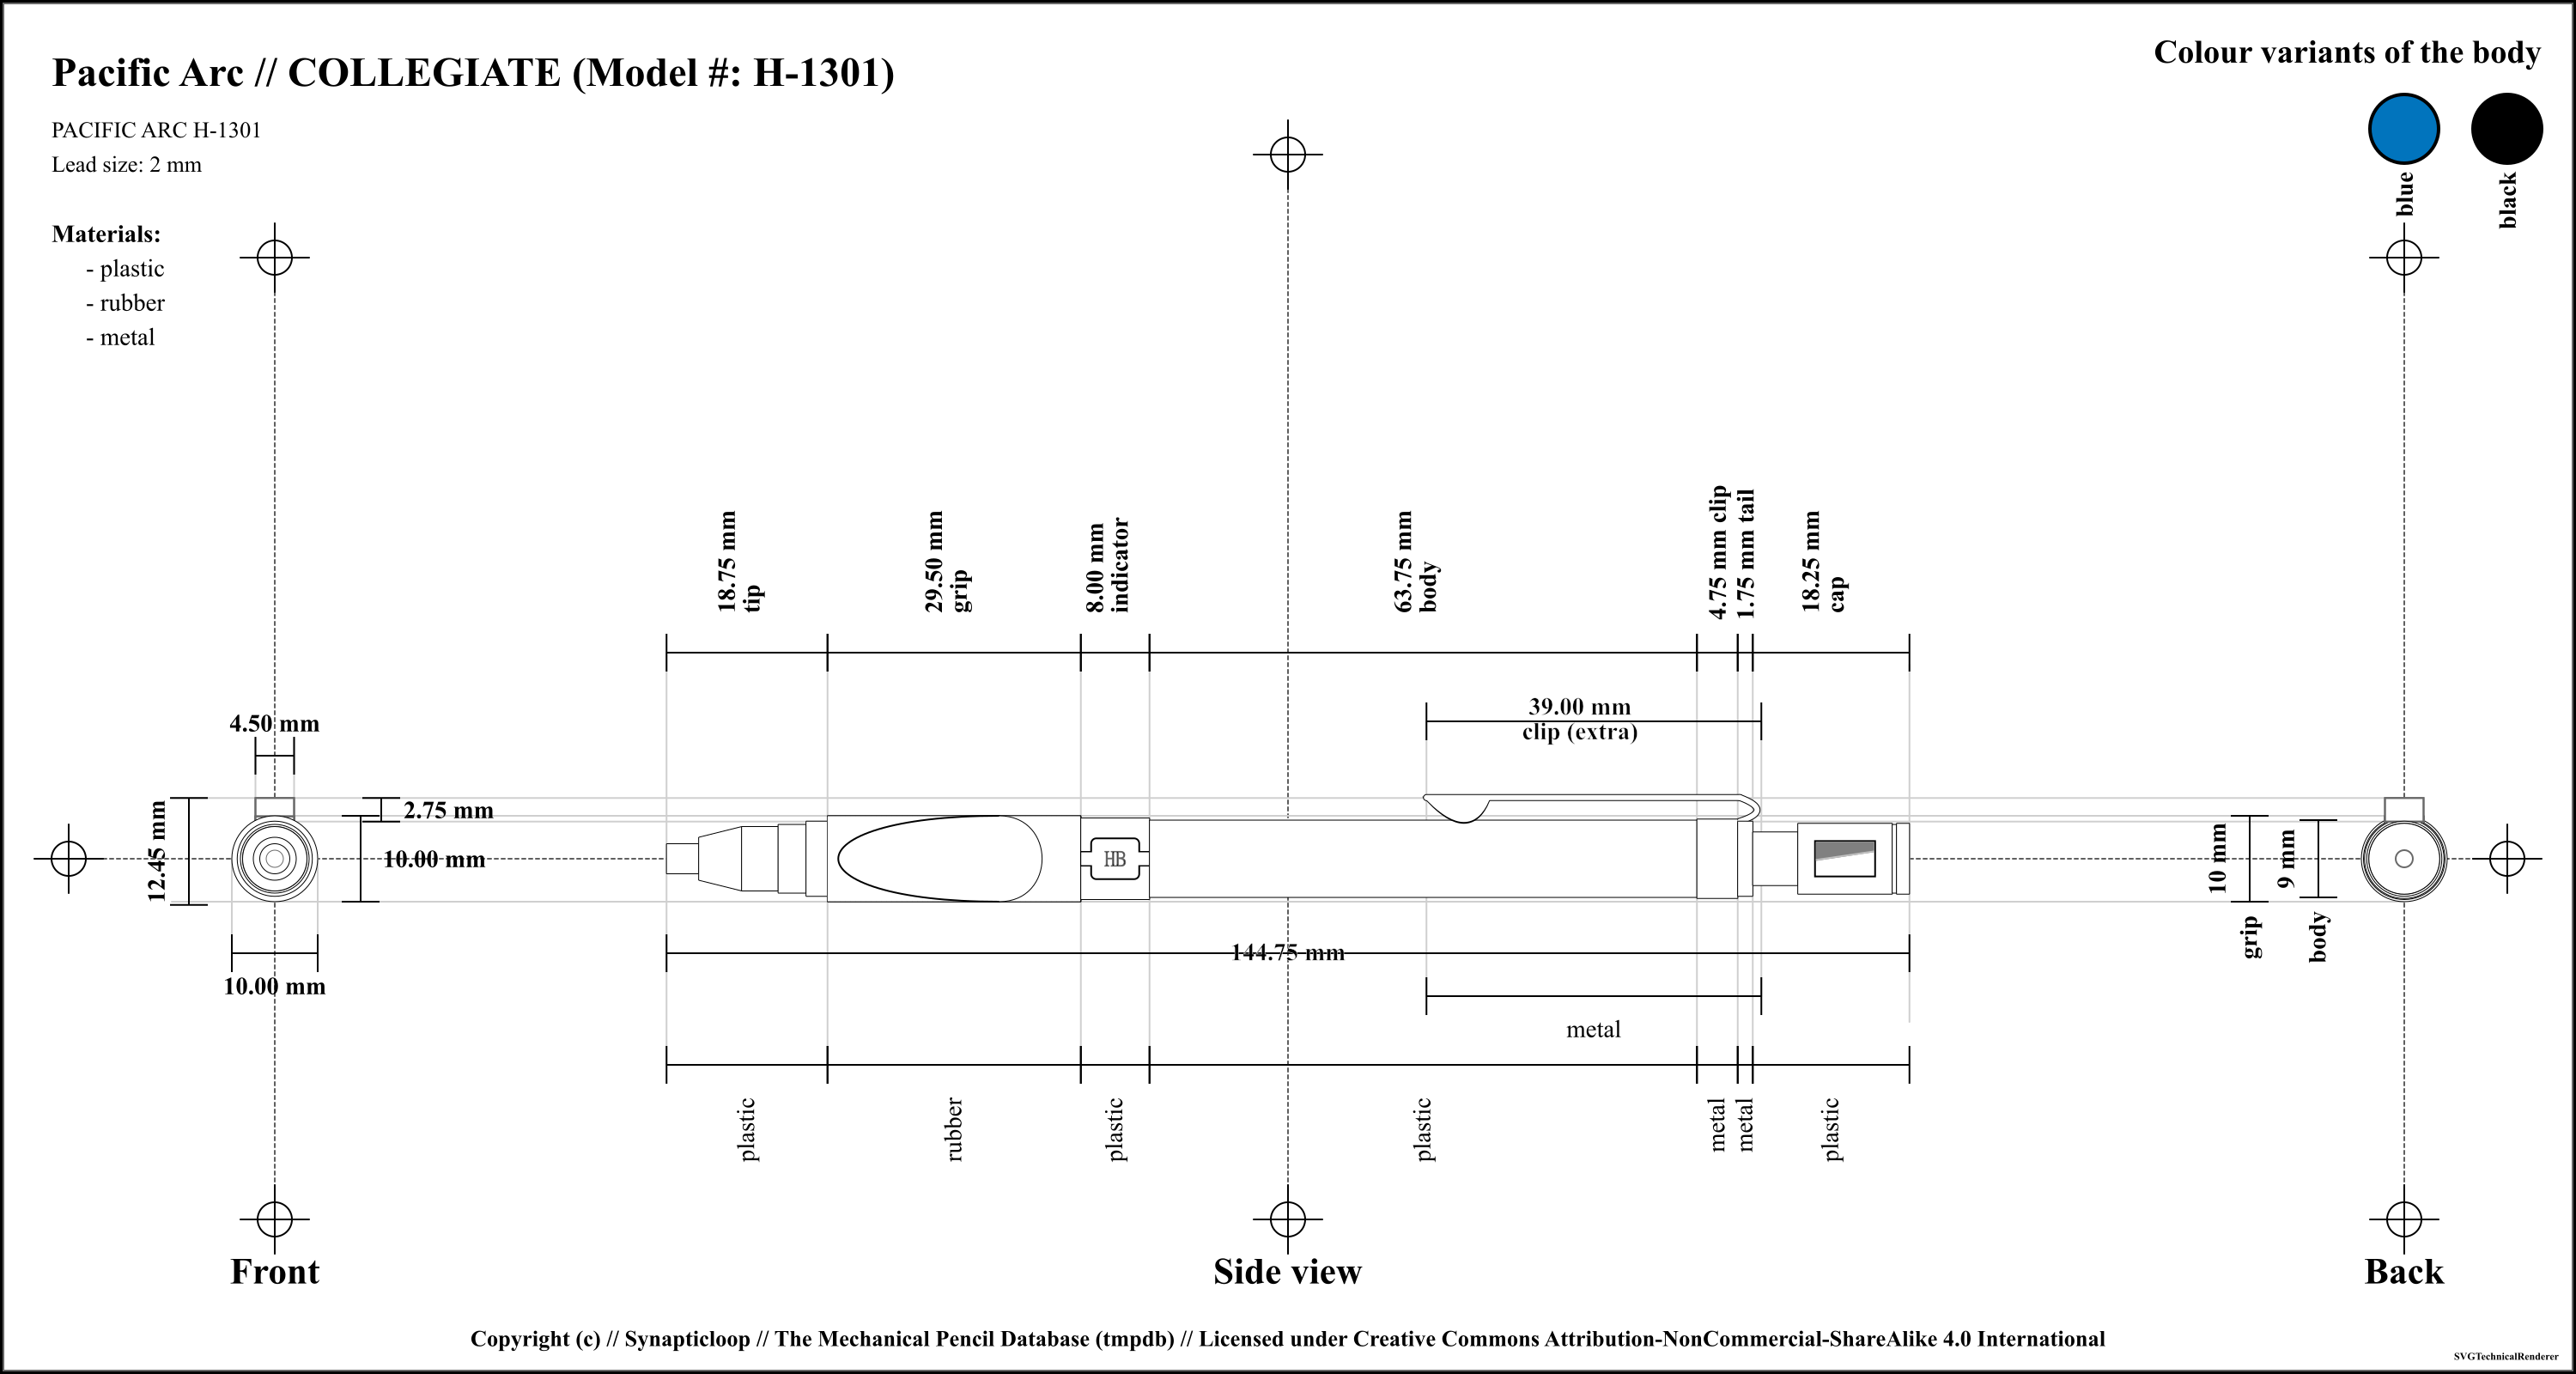 Pacific Arc // COLLEGIATE (Model #: H-1301)
PACIFIC ARC H-1301
Lead size: 2 mm
Materials:
- plastic
- rubber
- metal
Colour variants of the body
blue
black
18.75 mm
tip
29.50 mm
grip
8.00 mm
indicator
63.75 mm
body
4.75 mm clip
1.75 mm tail
18.25 mm
cap
39.00 mm
clip (extra)
4.50 mm
2.75 mm
12.45 mm
10.00 mm
10.00 mm
HB
144.75 mm
10 mm
grip
9 mm
body
metal
plastic
rubber
plastic
plastic
metal
metal
plastic
Front
Side view
Back
Copyright (c) // Synapticloop // The Mechanical Pencil Database (tmpdb) // Licensed under Creative Commons Attribution-NonCommercial-ShareAlike 4.0 International
SVGTechnicalRenderer